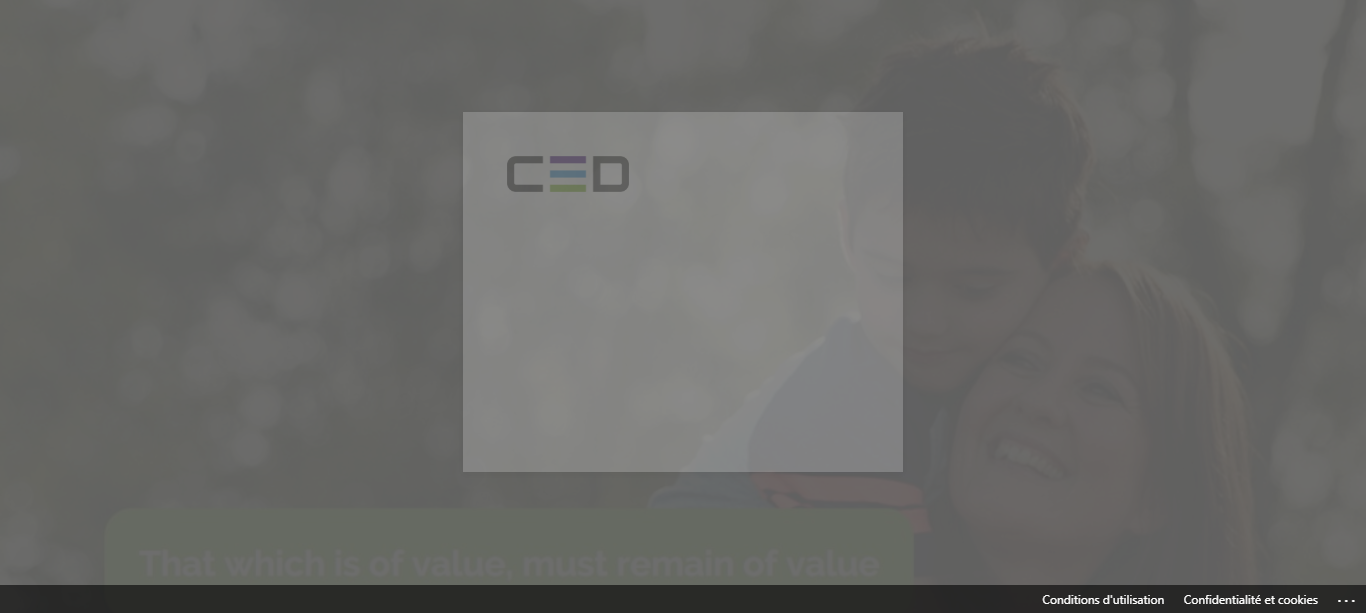 CED
That which is of value, must remain of value
Conditions d'utilisation Confidentialité et cookies ...